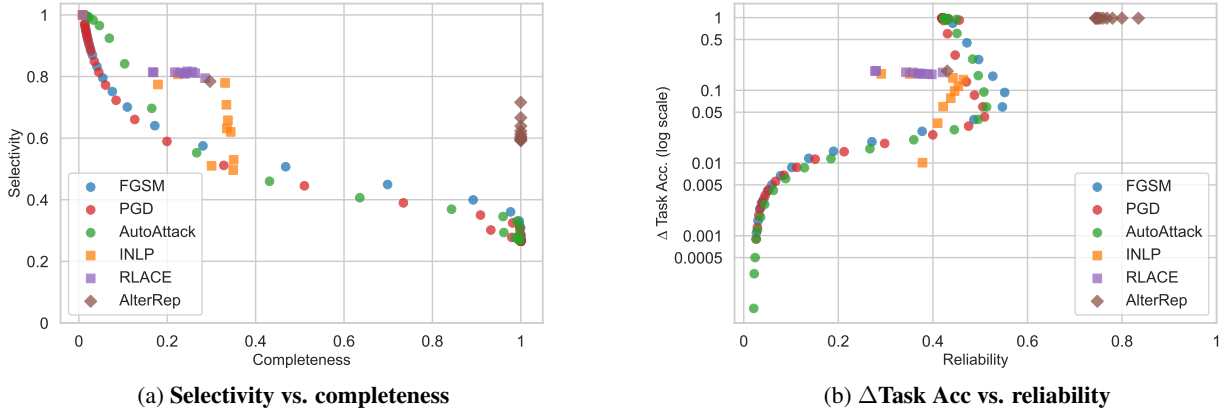 1
0.8
0.6
0.4
0.2
0
Selectivity
FGSM
PGD
AutoAttack
INLP
RLACE
AlterRep
0 0.2 0.4 0.6 0.8 1
Completeness
(a) Selectivity vs. completeness
1
0.5
0.1
0.05
0.01
0.005
0.001
0.0005
Δ Task Acc. (log scale)
FGSM
PGD
AutoAttack
INLP
RLACE
AlterRep
0 0.2 0.4 0.6 0.8 1
Reliability
(b) ΔTask Acc vs. reliability